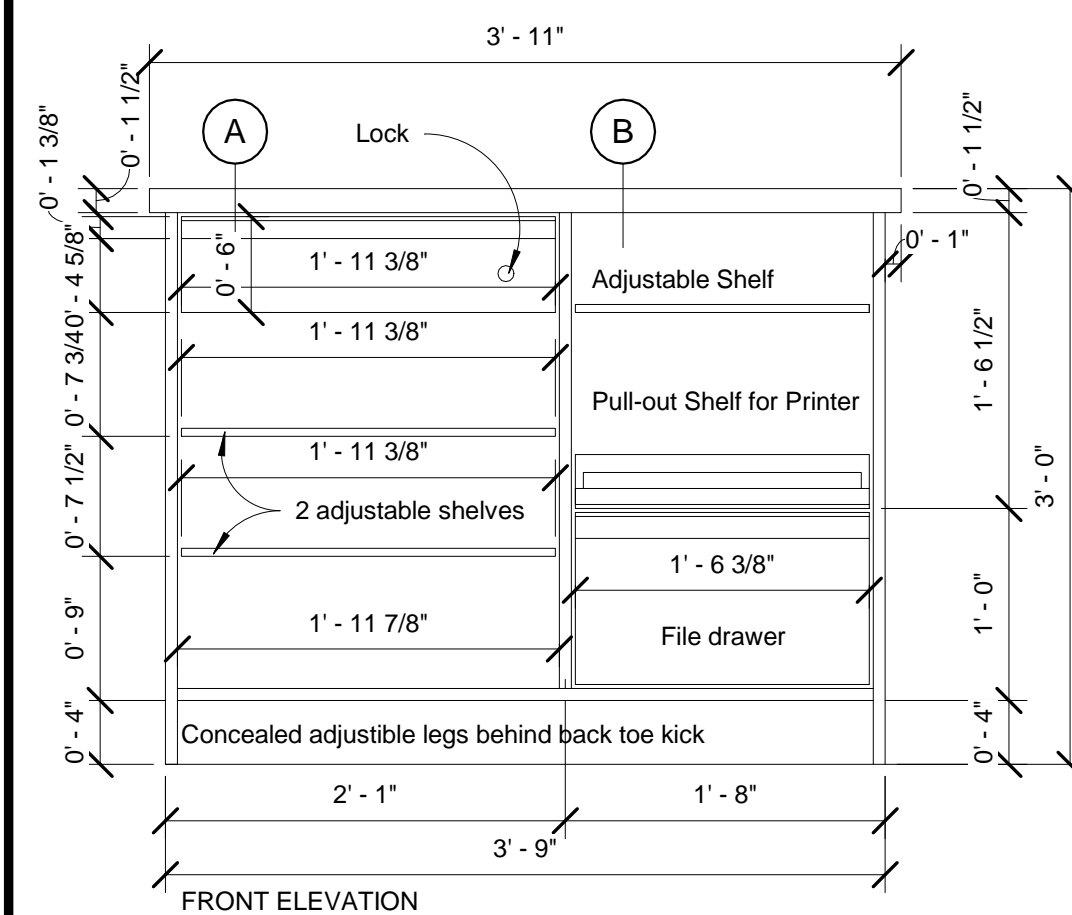 3' - 11"
0' - 1 3/8"
0' - 1 1/2"
A
Lock
B
0' - 1 1/2"
0' - 4 5/8"
0' - 6"
1' - 11 3/8"
Adjustable Shelf
0' - 1"
0' - 7 3/4"
1' - 11 3/8"
1' - 6 1/2"
Pull-out Shelf for Printer
1' - 11 3/8"
3' - 0"
0' - 7 1/2"
2 adjustable shelves
1' - 6 3/8"
0' - 9"
1' - 11 7/8"
File drawer
1' - 0"
0' - 4"
Concealed adjustible legs behind back toe kick
0' - 4"
2' - 1"
1' - 8"
3' - 9"
FRONT ELEVATION